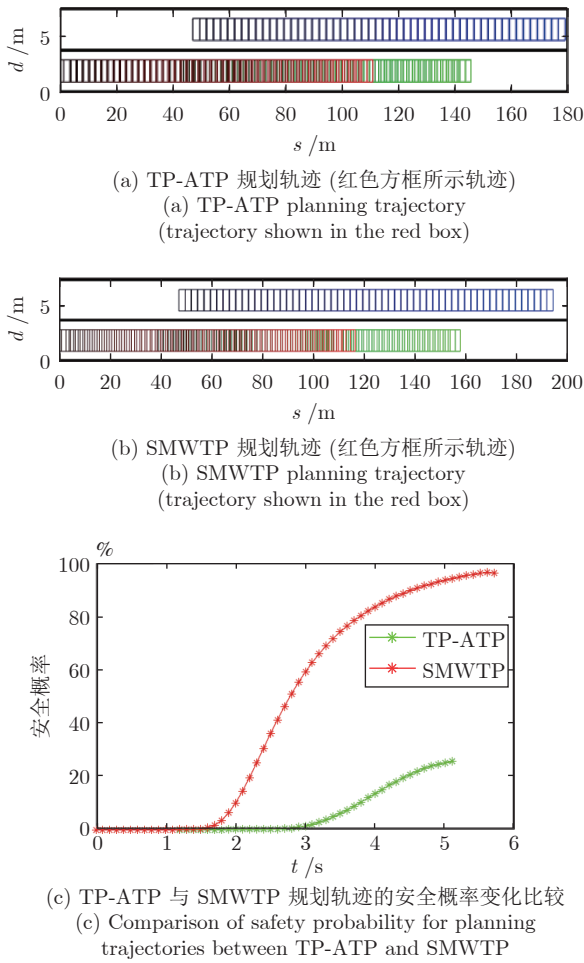 d /m
5
0
0 20 40 60 80 100 120 140 160 180
s /m
(a) TP-ATP 规划轨迹 (红色方框所示轨迹)
(a) TP-ATP planning trajectory
(trajectory shown in the red box)
d /m
5
0
0 20 40 60 80 100 120 140 160 180 200
s /m
(b) SMWTP 规划轨迹 (红色方框所示轨迹)
(b) SMWTP planning trajectory
(trajectory shown in the red box)
%
100
80
60
40
20
0
安全概率
TP-ATP
SMWTP
0 1 2 3 4 5 6
t /s
(c) TP-ATP 与 SMWTP 规划轨迹的安全概率变化比较
(c) Comparison of safety probability for planning
trajectories between TP-ATP and SMWTP